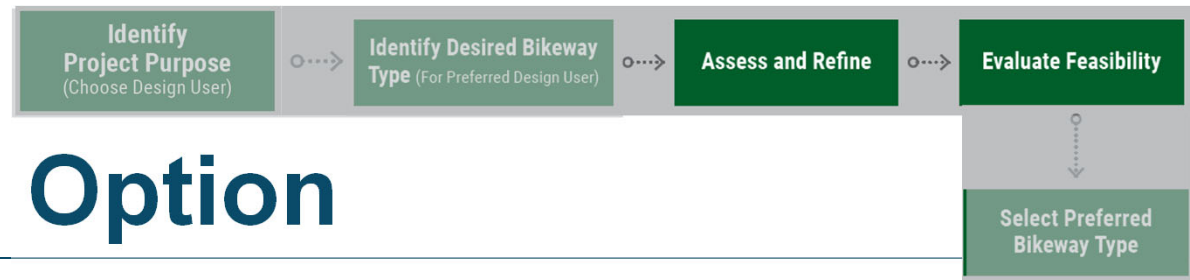 Identify
Project Purpose
(Choose Design User)
Identify Desired Bikeway
Type (For Preferred Design User)
Assess and Refine
Evaluate Feasibility
Select Preferred
Bikeway Type
Option